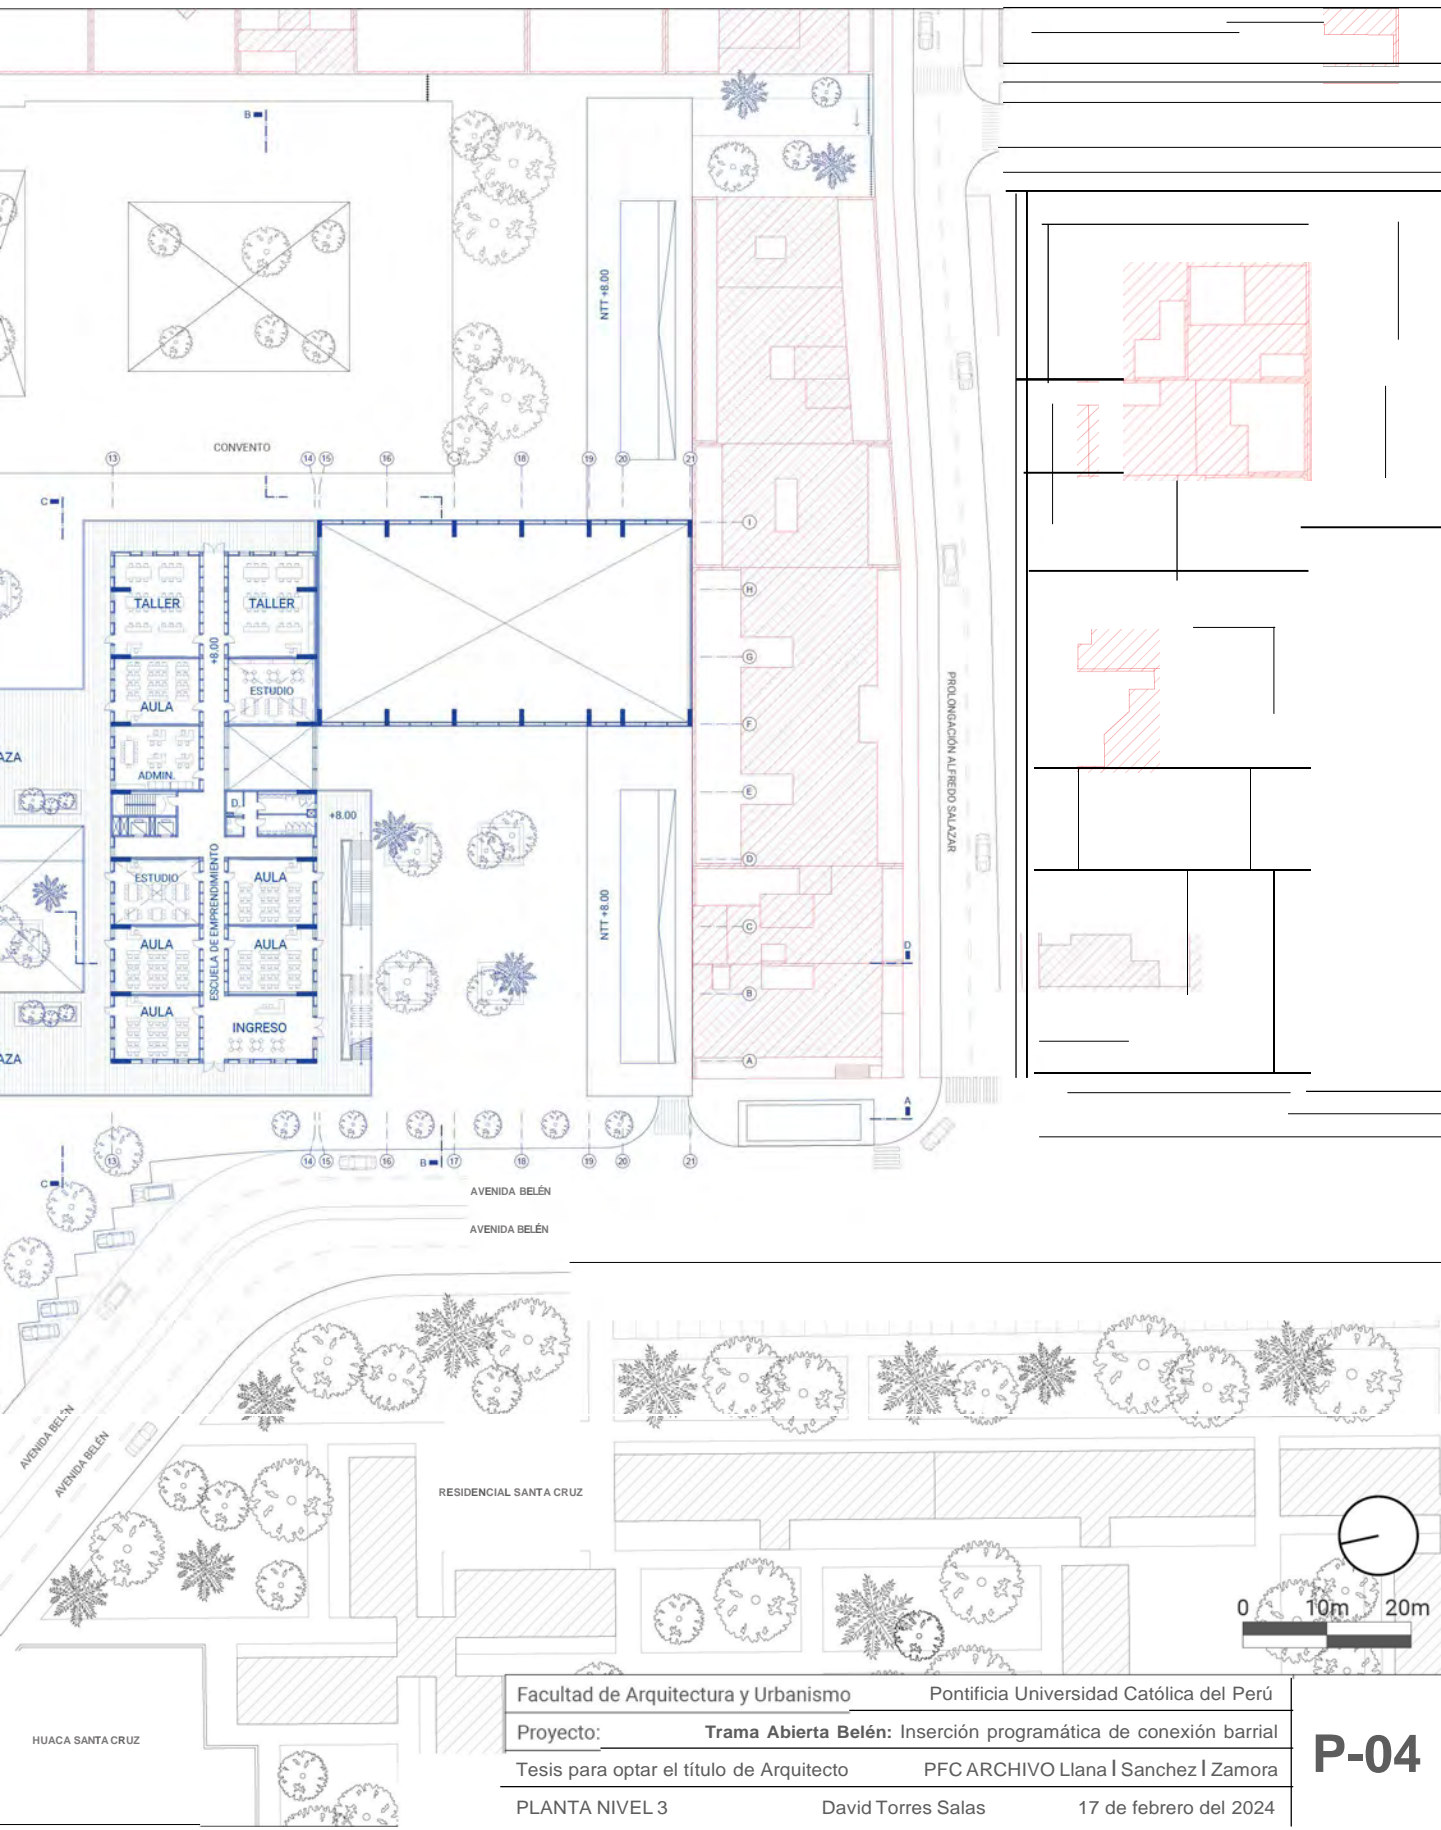 B
NTT +8.00
CONVENTO
13
14
15
16
18
19
20
21
C
I
H
G
F
E
D
C
B
A
TALLER
TALLER
+8.00
AULA
ESTUDIO
AZA
ADMIN.
D.
+8.00
ESTUDIO
AULA
ESCUELA DE EMPRENDIMIENTO
AULA
AULA
AULA
INGRESO
AZA
NTT +8.00
PROLONGACIÓN ALFREDO SALAZAR
D
A
13
14
15
16
B
17
18
19
20
21
C
AVENIDA BELÉN
AVENIDA BELÉN
AVENIDA BELÉN
AVENIDA BELÉN
RESIDENCIAL SANTA CRUZ
HUACA SANTA CRUZ
0 10m 20m
Facultad de Arquitectura y Urbanismo Pontificia Universidad Católica del Perú
Proyecto: Trama Abierta Belén: Inserción programática de conexión barrial
Tesis para optar el título de Arquitecto PFC ARCHIVO Llana I Sanchez I Zamora
PLANTA NIVEL 3 David Torres Salas 17 de febrero del 2024
P-04